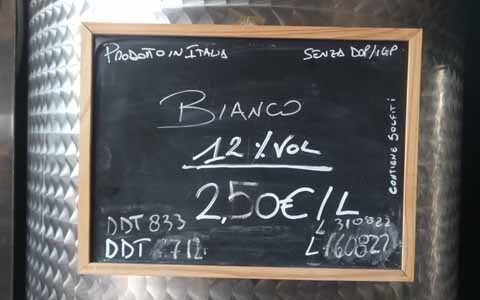 PRODOTTO IN ITALIA
SENZA DOP/IGP
BIANCO
12 % VOL
2,50€/L
CONTIENE SOLFITI
DDT 833
L 310822
DDT
L 160822